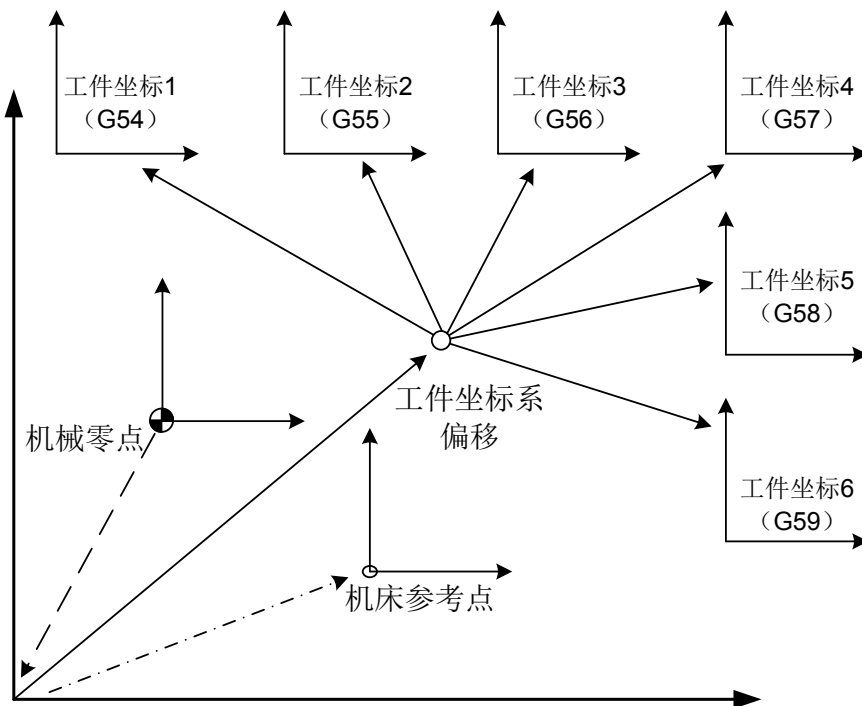 工件坐标1
（G54）
工件坐标2
（G55）
工件坐标3
（G56）
工件坐标4
（G57）
工件坐标5
（G58）
工件坐标系
偏移
机械零点
工件坐标6
（G59）
机床参考点